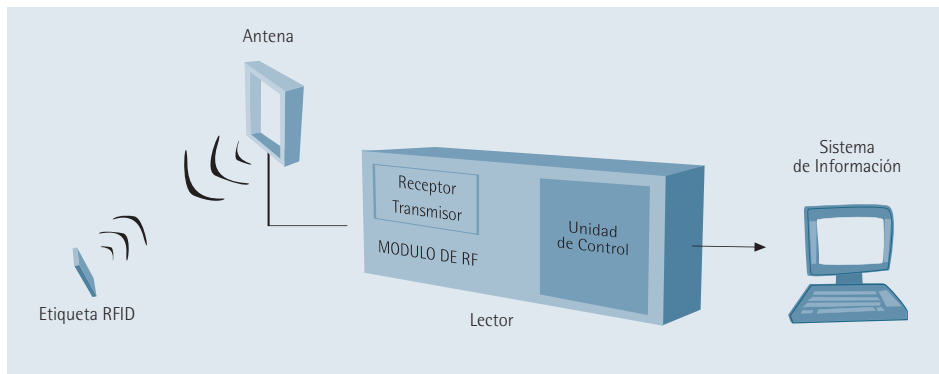 Antena
Sistema
de Información
Receptor
Transmisor
MODULO DE RF
Unidad
de Control
Etiqueta RFID
Lector